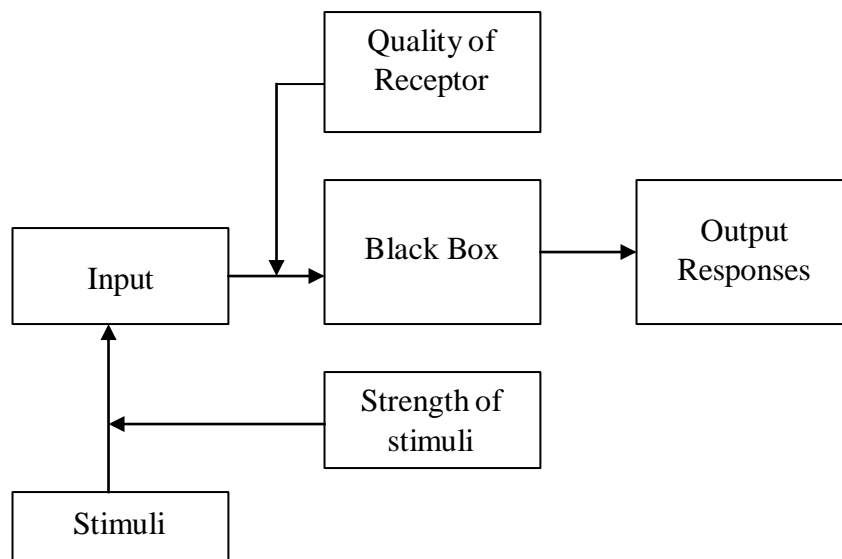 Quality of
Receptor
Black Box
Output
Responses
Input
Strength of
stimuli
Stimuli